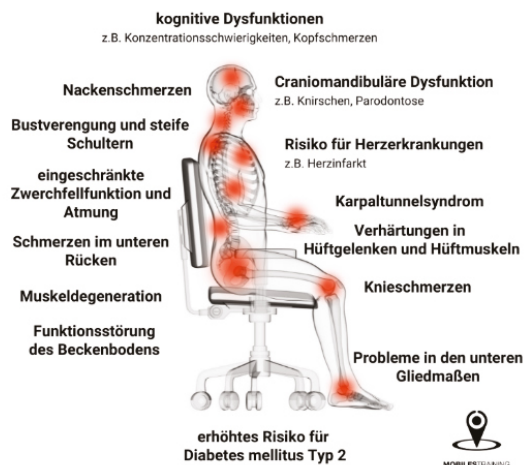 kognitive Dysfunktionen
z.B. Konzentrationsschwierigkeiten, Kopfschmerzen
Nackenschmerzen
Bustverengung und steife
Schultern
eingeschränkte
Zwerchfellfunktion und
Atmung
Schmerzen im unteren
Rücken
Muskeldegeneration
Funktionsstörung
des Beckenbodens
Craniomandibuläre Dysfunktion
z.B. Knirschen, Parodontose
Risiko für Herzerkrankungen
z.B. Herzinfarkt
Karpaltunnelsyndrom
Verhärtungen in
Hüftgelenken und Hüftmuskeln
Knieschmerzen
Probleme in den unteren
Gliedmaßen
erhöhtes Risiko für
Diabetes mellitus Typ 2
MOBILESTRAINING